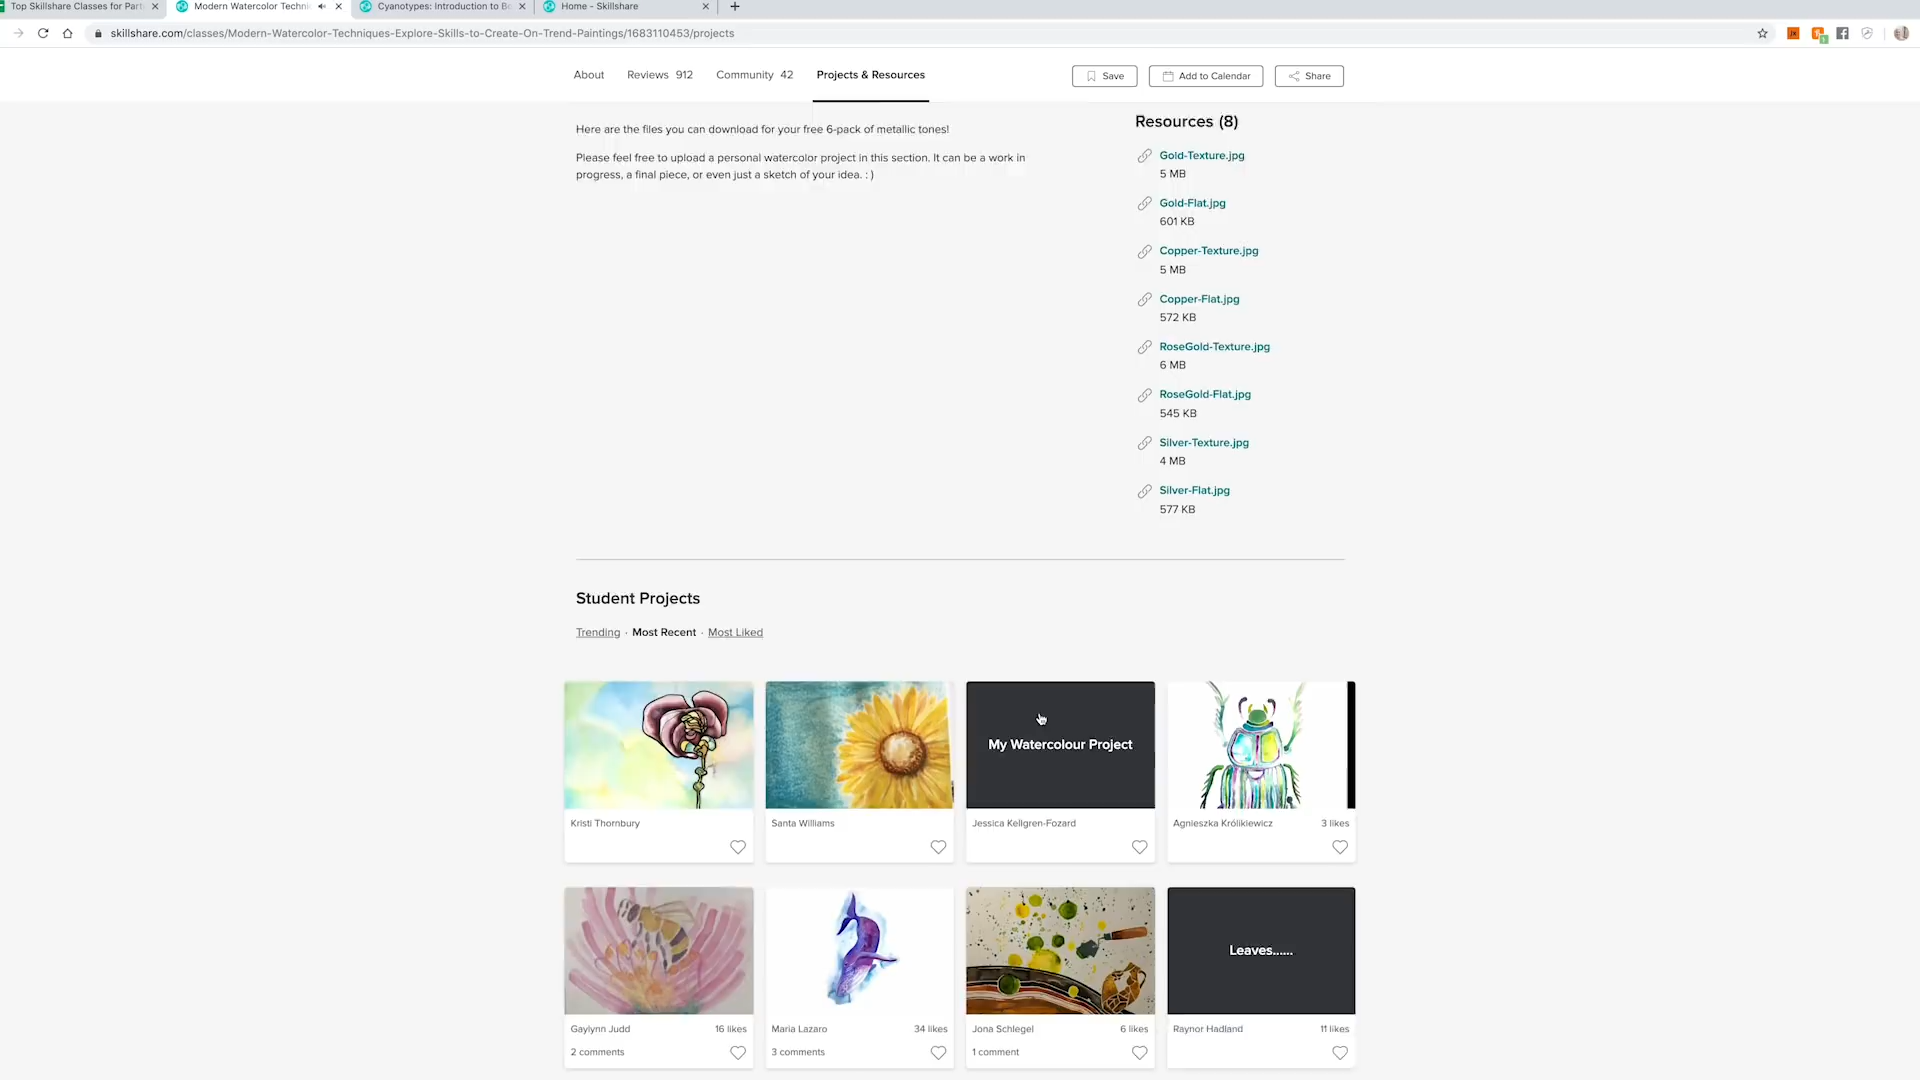 Top Skillshare Classes for Part
Modern Watercolor Techni
Cyanotypes: Introduction to B
Home - Skillshare
skillshare.com/classes/Modern-Watercolor-Techniques-Explore-Skills-to-Create-On-Trend-Paintings/1683110453/projects
About
Reviews 912
Community 42
Projects & Resources
Save
Add to Calendar
Share
Here are the files you can download for your free 6-pack of metallic tones!
Please feel free to upload a personal watercolor project in this section. It can be a work in
progress, a final piece, or even just a sketch of your idea. : )
Resources (8)
Gold-Texture.jpg
5 MB
Gold-Flat.jpg
601 KB
Copper-Texture.jpg
5 MB
Copper-Flat.jpg
572 KB
RoseGold-Texture.jpg
6 MB
RoseGold-Flat.jpg
545 KB
Silver-Texture.jpg
4 MB
Silver-Flat.jpg
577 KB
Student Projects
Trending · Most Recent · Most Liked
My Watercolour Project
Kristi Thornbury
Santa Williams
Jessica Kellgren-Fozard
Agnieszka Królikiewicz 3 likes
Leaves......
Gaylynn Judd 16 likes
2 comments
Maria Lazaro 34 likes
3 comments
Jona Schlegel 6 likes
1 comment
Raynor Hadland 11 likes